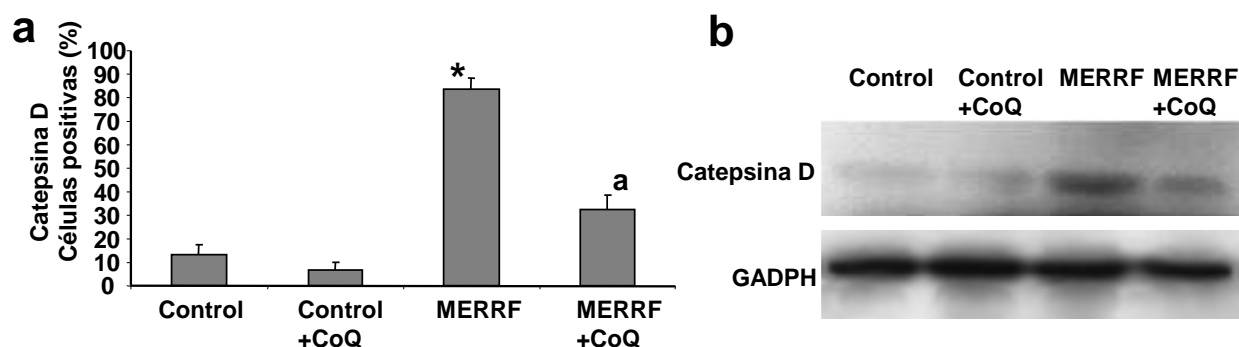 a
Catepsina D
Células positivas (%)
100
90
80
70
60
50
40
30
20
10
0
*
a
Control
Control
+CoQ
MERRF
MERRF
+CoQ
b
Control
Control
+CoQ
MERRF
MERRF
+CoQ
Catepsina D
GADPH